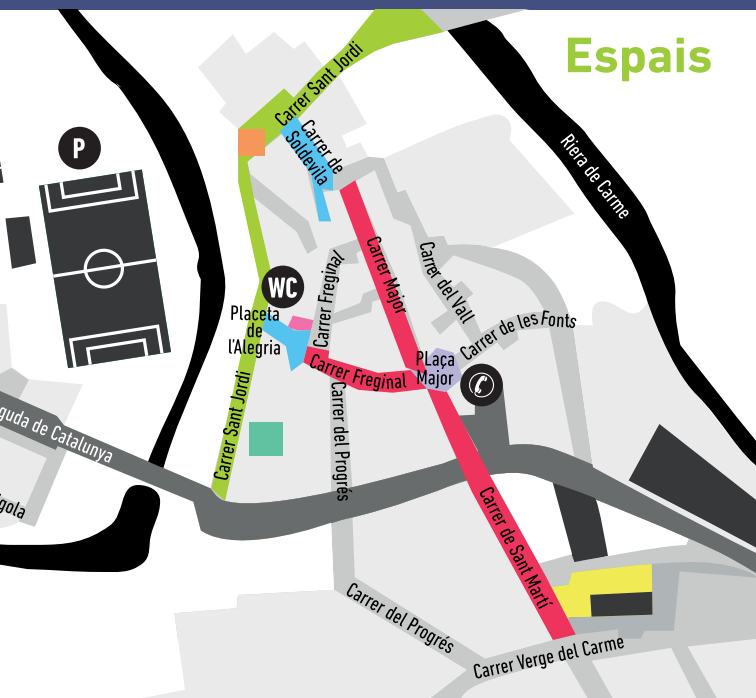 Espais
Carrer Sant Jordi
Carrer de
Soldevila
P
Riera de Carme
Carrer Major
Carrer del Vall
Carrer Freginal
WC
Placeta
de
l'Alegria
Carrer de les Fonts
PLaça
Major
Carrer Freginal
Carrer Sant Jordi
Carrer del Progrés
guda de Catalunya
gola
Carrer de Sant Martí
Carrer del Progrés
Carrer Verge del Carme